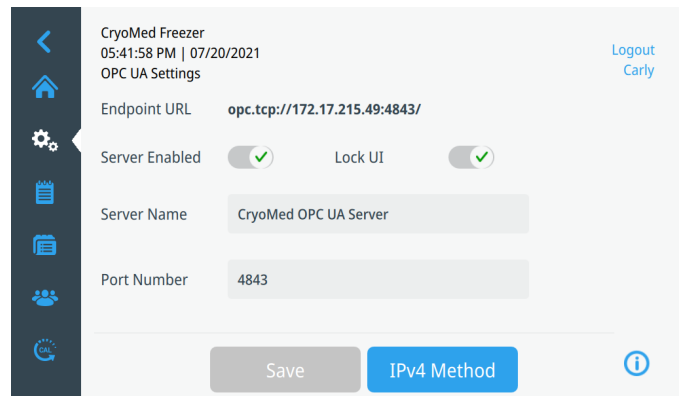 CryoMed Freezer
05:41:58 PM | 07/20/2021
OPC UA Settings
Logout
Carly
Endpoint URL opc.tcp://172.17.215.49:4843/
Server Enabled Lock UI
Server Name CryoMed OPC UA Server
Port Number 4843
CAL
Save IPv4 Method